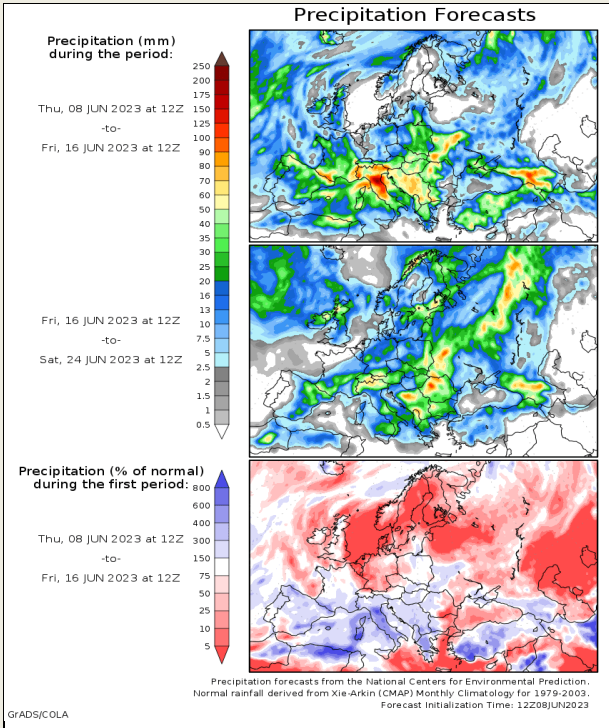 Precipitation Forecasts
Precipitation (mm)
during the period:
Thu, 08 JUN 2023 at 12Z
-to-
Fri, 16 JUN 2023 at 12Z
250
200
175
150
125
100
90
80
70
60
50
40
35
30
25
20
16
13
10
7.5
5
2.5
2
1.5
1
0.5
Fri, 16 JUN 2023 at 12Z
-to-
Sat, 24 JUN 2023 at 12Z
Precipitation (% of normal)
during the first period:
Thu, 08 JUN 2023 at 12Z
-to-
Fri, 16 JUN 2023 at 12Z
800
600
400
300
150
75
50
25
10
5
Precipitation forecasts from the National Centers for Environmental Prediction.
Normal rainfall derived from Xie-Arkin (CMAP) Monthly Climatology for 1979-2003.
Forecast Initialization Time: 12Z08JUN2023
GrADS/COLA